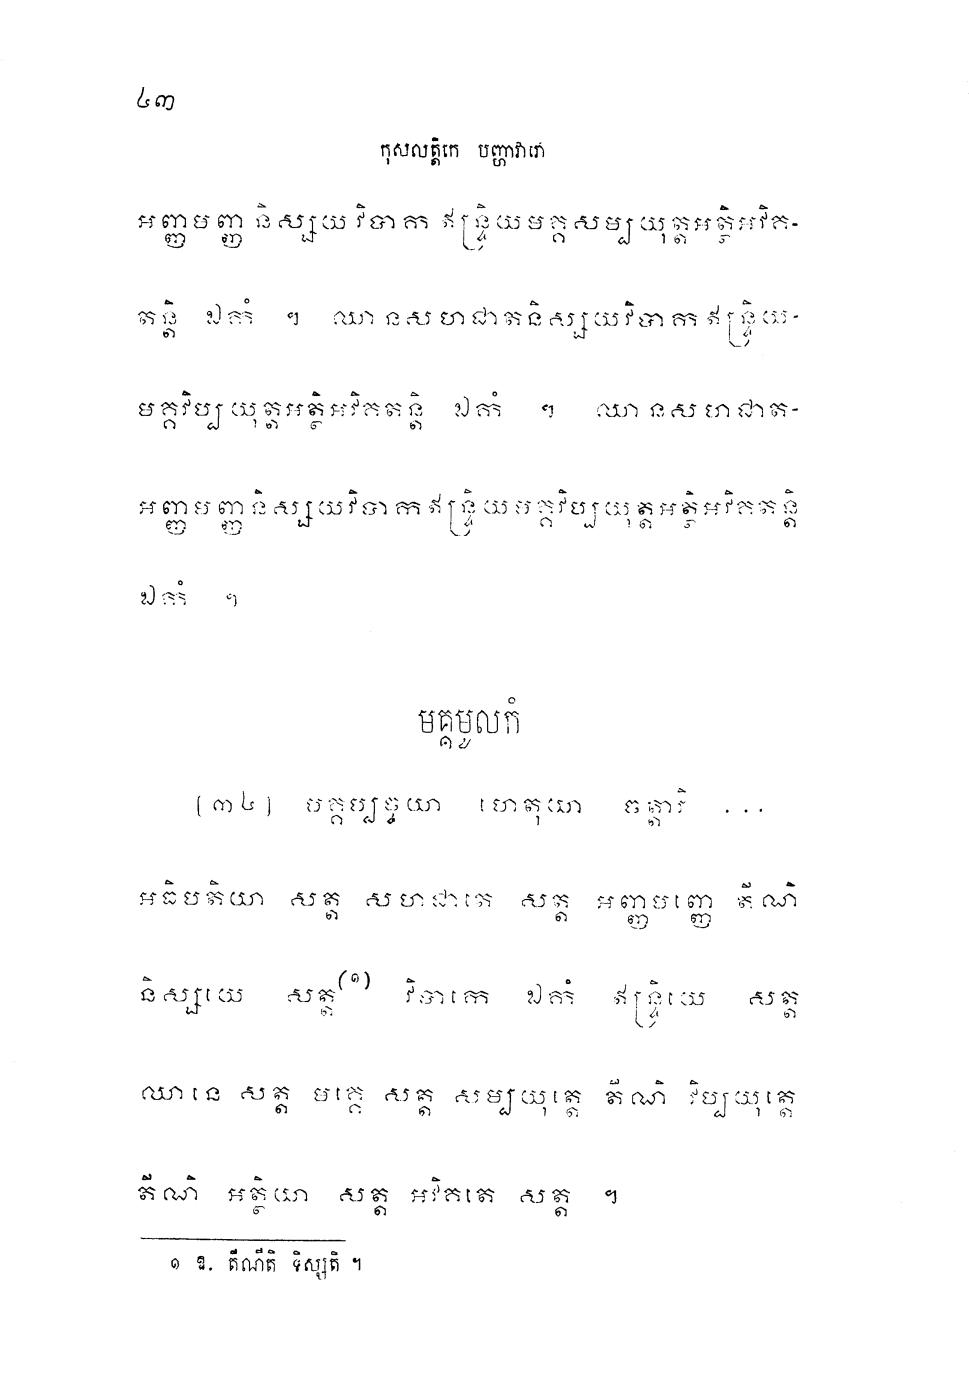 ៤៣
កុសលត្តិកេ បញ្ហាវារោ
អញ្ញមញ្ញ និស្សយ វិបាក ឥន្ទ្រិយមគ្គសម្បយុត្តអត្ថិអវិគ-
តន្តិ ឯកំ ។ ឈានសហជាតនិស្សយវិបាកឥន្ទ្រិយ-
មគ្គវិប្បយុត្តអត្ថិអវិគតន្តិ ឯកំ ។ ឈានសហជាត-
អញ្ញមញ្ញនិស្សយវិបាកឥន្ទ្រិយមគ្គវិប្បយុត្តអត្ថិអវិគតន្តិ
ឯកំ ។
មគ្គមូលកំ
(៣៤) មគ្គប្បច្ចយា ហេតុយា ចត្តារិ ...
អធិបតិយា សត្ត សហជាតេ សត្ត អញ្ញមញ្ញេ តីណិ
និស្សយេ សត្ត(១) វិបាកេ ឯកំ ឥន្ទ្រិយេ សត្ត
ឈានេ សត្ត មគ្គេ សត្ត សម្បយុត្តេ តីណិ វិប្បយុត្តេ
តីណិ អត្ថិយា សត្ត អវិគតេ សត្ត ។
១ ឱ. តីណីតិ ទិស្សតិ ។